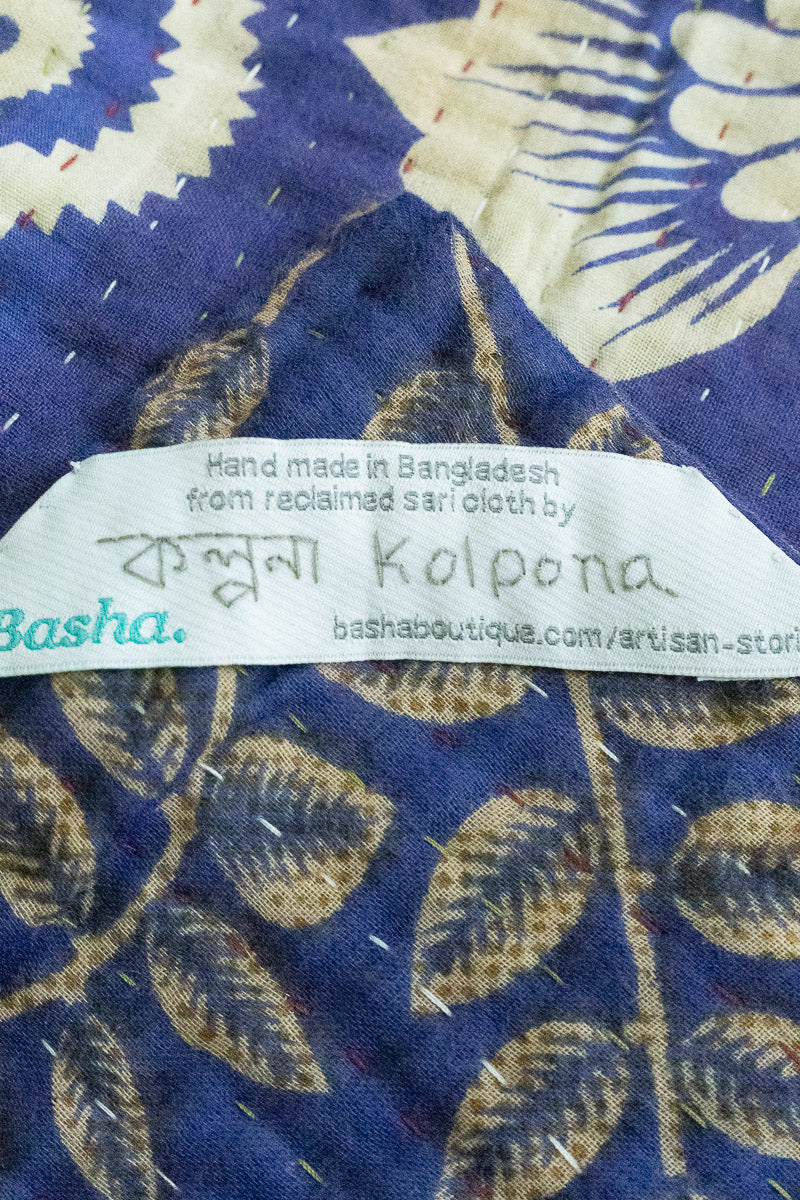 Hand made in Bangladesh
from reclaimed sari cloth by
কল্পনা Kolpona.
Basha.
bashaboutique.com/artisan-stori